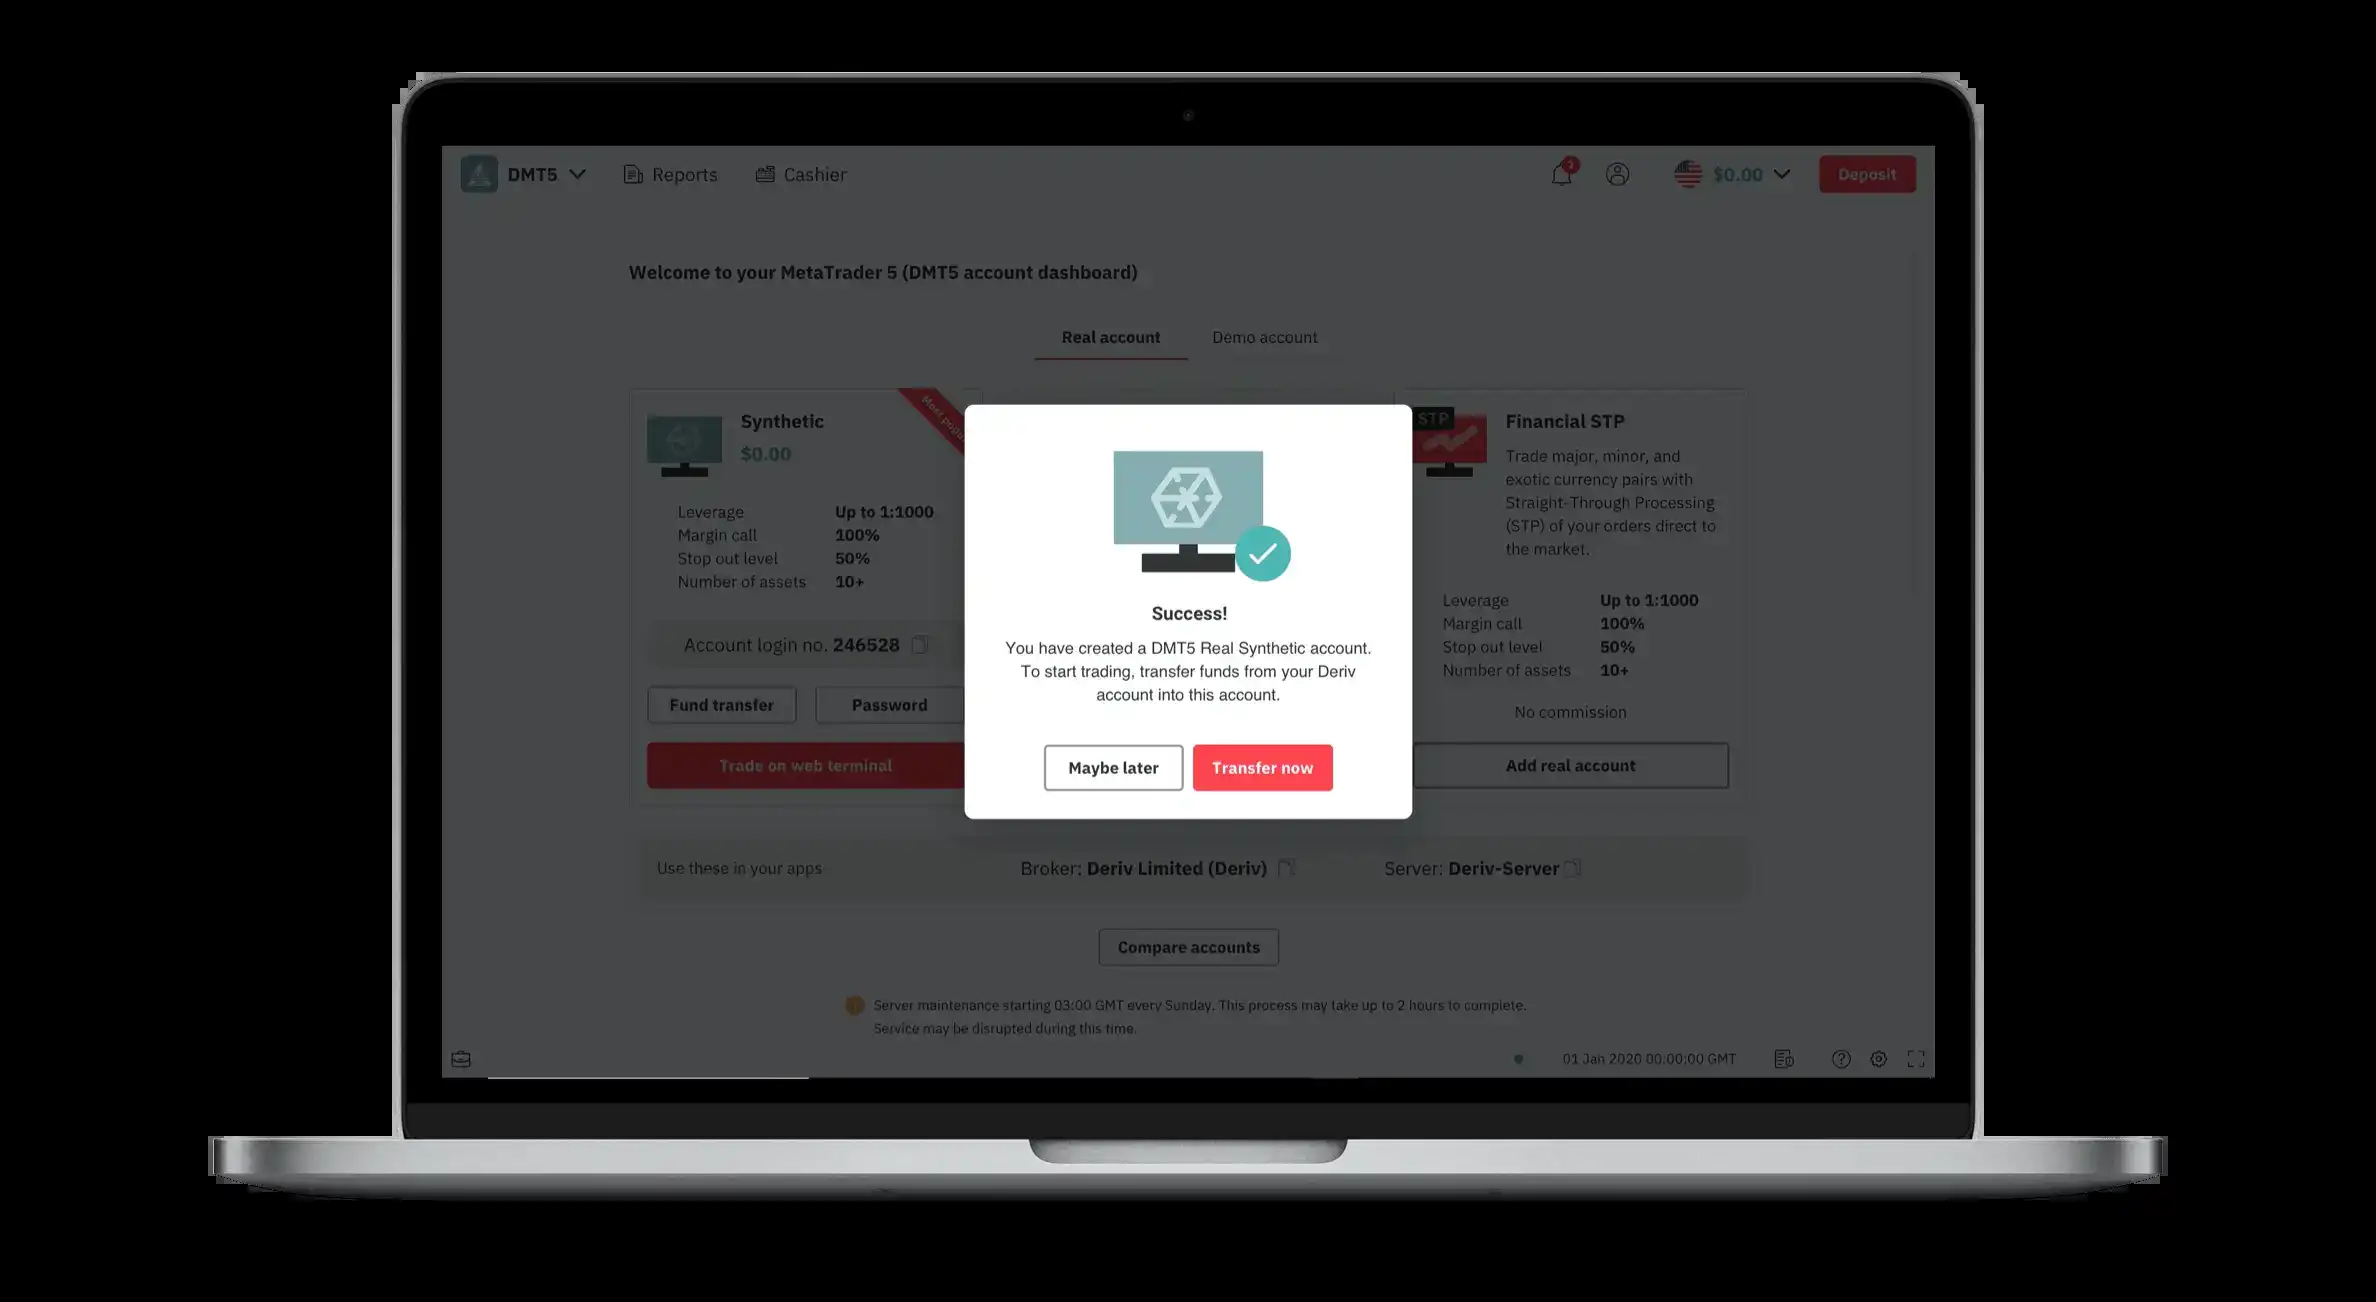 DMT5
Reports
Cashier
3
$0.00
Deposit
Welcome to your MetaTrader 5 (DMT5 account dashboard)
Real account
Demo account
Synthetic
$0.00
Most
Leverage Up to 1:1000
Margin call 100%
Stop out level 50%
Number of assets 10+
Account login no. 246528
Fund transfer
Password
Trade on web terminal
Success!
You have created a DMT5 Real Synthetic account.
To start trading, transfer funds from your Deriv
account into this account.
Maybe later
Transfer now
STP
Financial STP
Trade major, minor, and
exotic currency pairs with
Straight-Through Processing
(STP) of your orders direct to
the market.
Leverage Up to 1:1000
Margin call 100%
Stop out level 50%
Number of assets 10+
No commission
Add real account
Use these in your apps
Broker: Deriv Limited (Deriv)
Server: Deriv-Server
Compare accounts
Server maintenance starting 03:00 GMT every Sunday. This process may take up to 2 hours to complete.
Service may be disrupted during this time.
01 Jan 2020 00:00:00 GMT